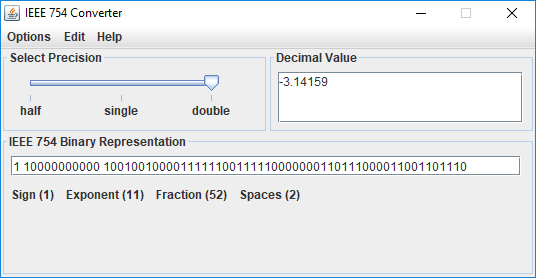 IEEE 754 Converter
Options Edit Help
Select Precision
half single double
Decimal Value
-3.14159
IEEE 754 Binary Representation
1 10000000000 1001001000011111100111110000000110111000011001101110
Sign (1) Exponent (11) Fraction (52) Spaces (2)